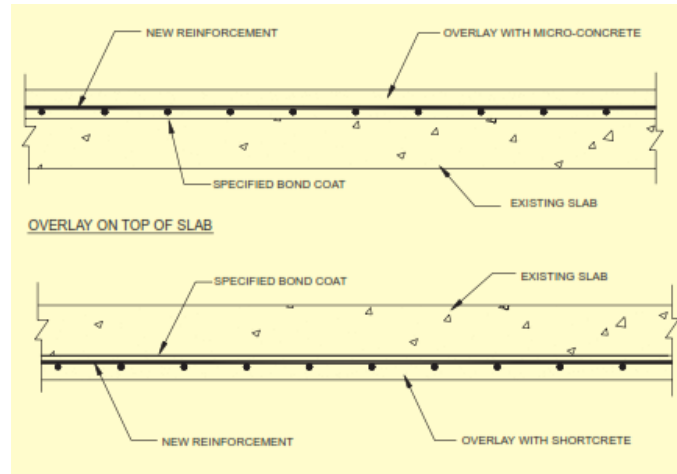 NEW REINFORCEMENT
OVERLAY WITH MICRO-CONCRETE
SPECIFIED BOND COAT
EXISTING SLAB
OVERLAY ON TOP OF SLAB
SPECIFIED BOND COAT
EXISTING SLAB
NEW REINFORCEMENT
OVERLAY WITH SHORTCRETE